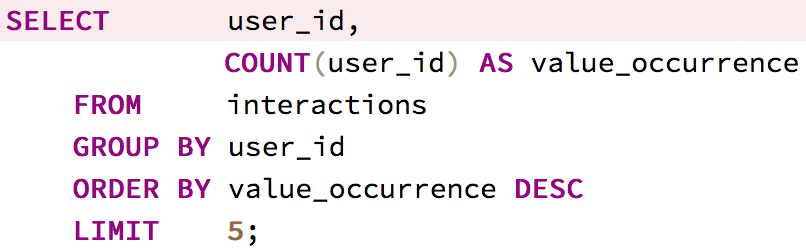 SELECT user_id,
COUNT(user_id) AS value_occurrence
FROM interactions
GROUP BY user_id
ORDER BY value_occurrence DESC
LIMIT 5;